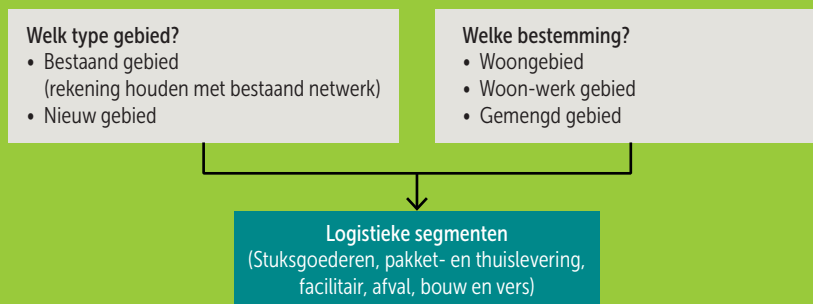 Welk type gebied?
• Bestaand gebied
(rekening houden met bestaand netwerk)
• Nieuw gebied
Welke bestemming?
• Woongebied
• Woon-werk gebied
• Gemengd gebied
Logistieke segmenten
(Stuksgoederen, pakket- en thuislevering,
facilitair, afval, bouw en vers)